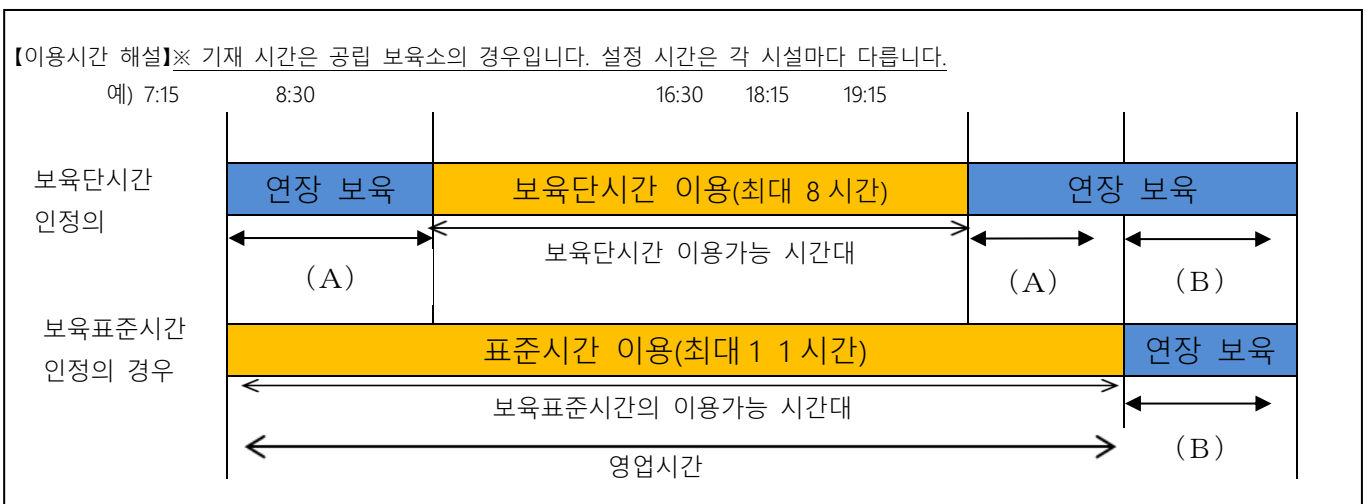 【이용시간 해설】※ 기재 시간은 공립 보육소의 경우입니다. 설정 시간은 각 시설마다 다릅니다.
예) 7:15 8:30 16:30 18:15 19:15
보육단시간
인정의
연장 보육 보육단시간 이용(최대 8시간) 연장 보육
보육단시간 이용가능 시간대
(A) (A) (B)
보육표준시간
인정의 경우
표준시간 이용(최대１１시간) 연장 보육
보육표준시간의 이용가능 시간대
(B)
영업시간